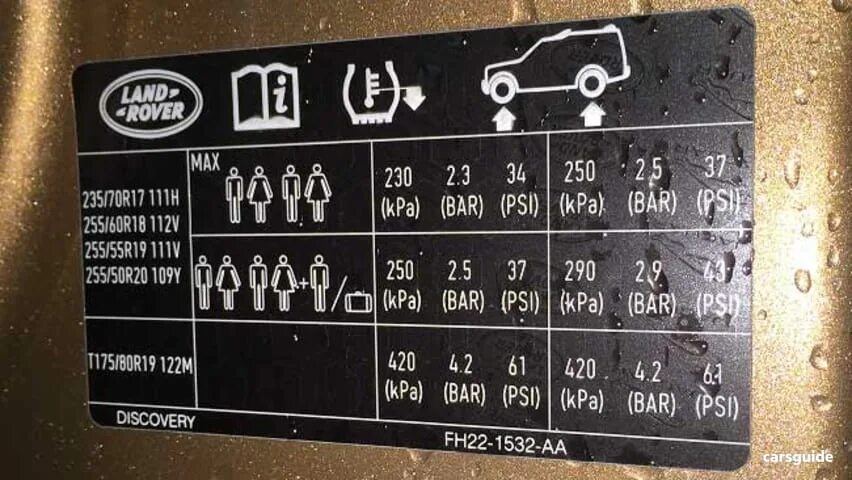 LAND
ROVER
i
235/70R17 111H
255/60R18 112V
255/55R19 111V
255/50R20 109Y
MAX
230 2.3 34 250 2.5 37
(kPa) (BAR) (PSI) (kPa) (BAR) (PSI)
+ /
250 2.5 37 290 2.9
(kPa) (BAR) (PSI) (kPa) (BAR) (PSI)
T175/80R19 122M
420 4.2 61 420 4.2 61
(kPa) (BAR) (PSI) (kPa) (BAR) (PSI)
DISCOVERY
FH22-1532-AA
carsguide